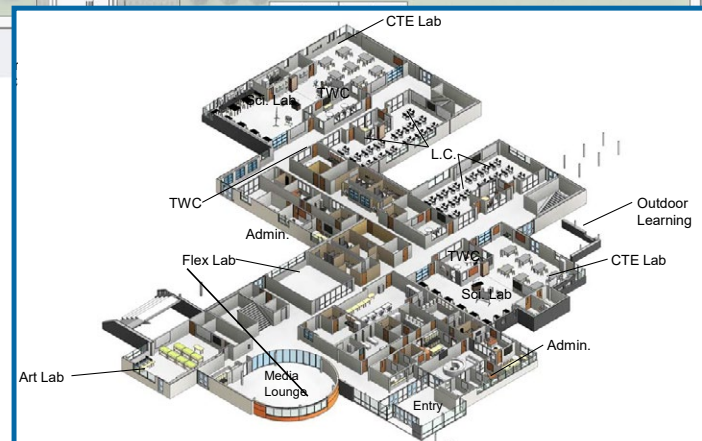 CTE Lab
Sci. Lab
TWC
L.C.
TWC
Outdoor
Learning
Admin.
Flex Lab
TWC
CTE Lab
Sci. Lab
Admin.
Art Lab
Media
Lounge
Entry